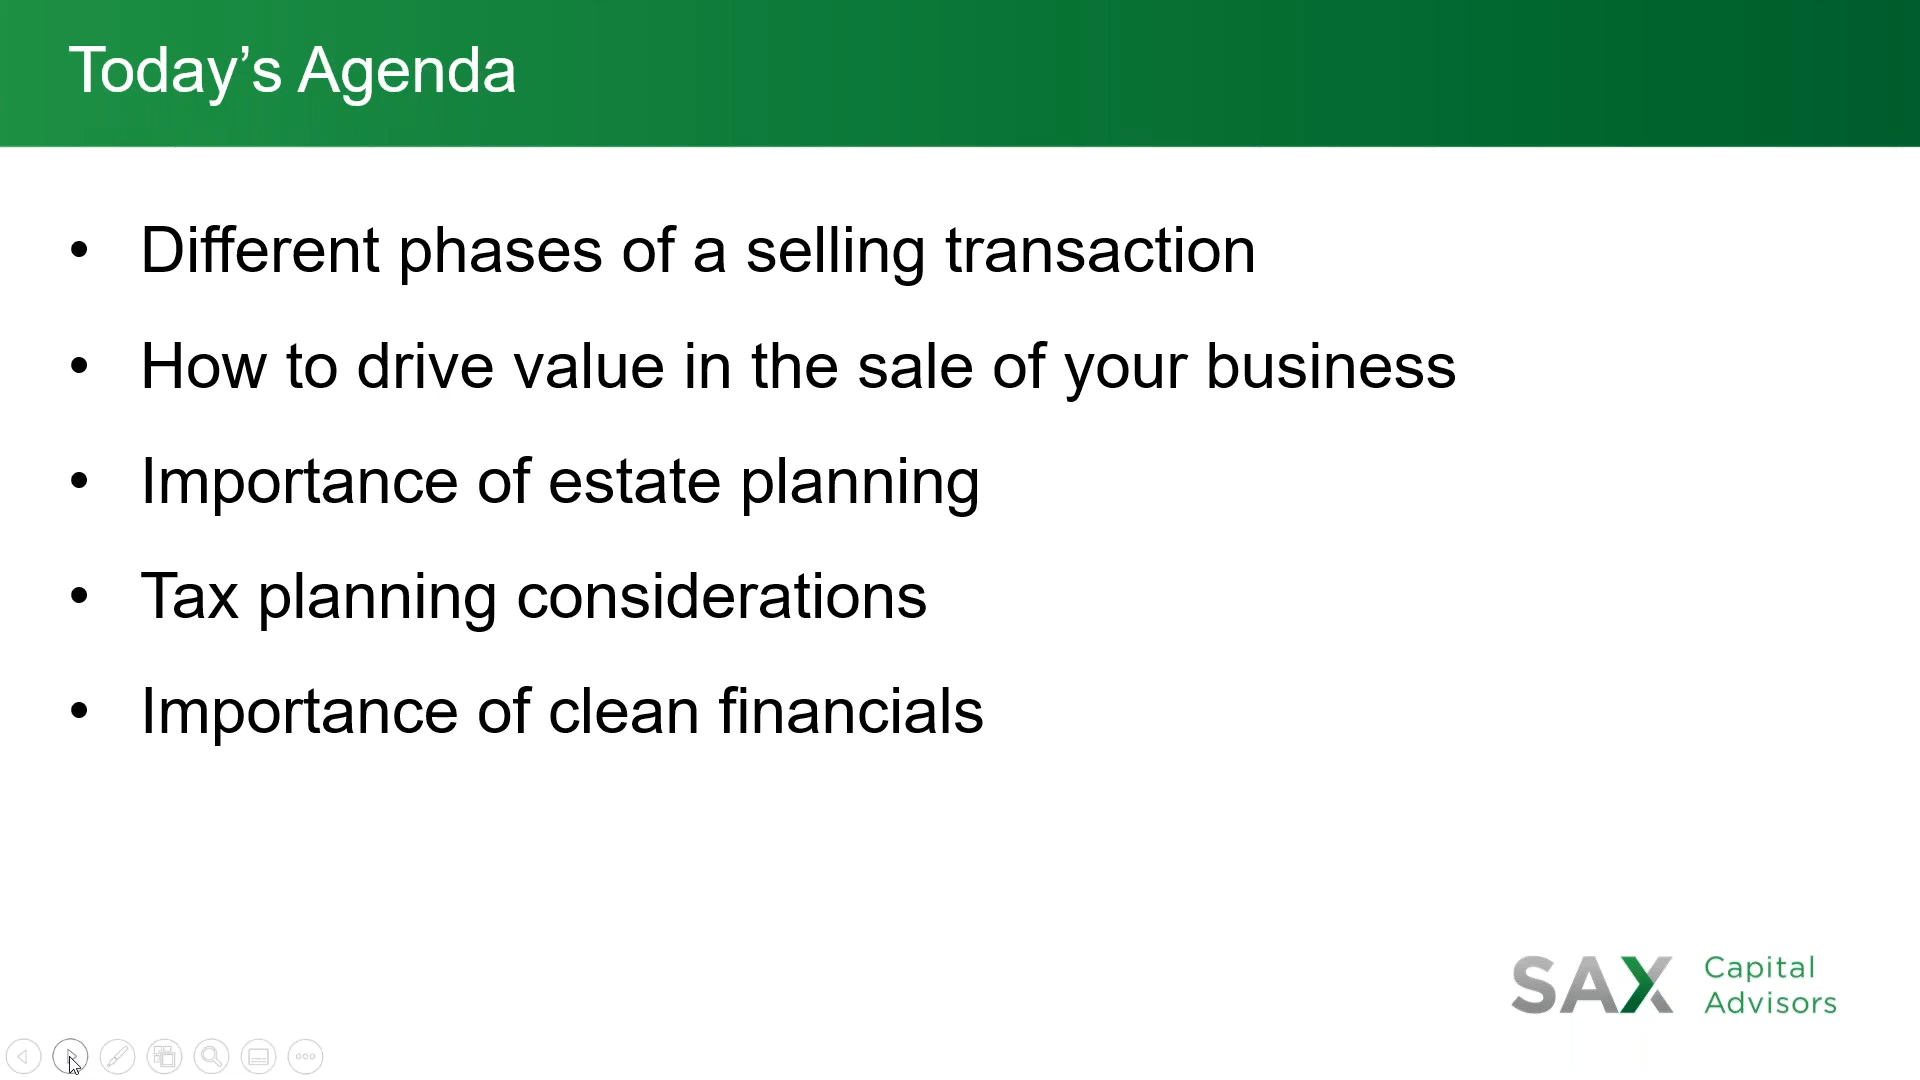 Today’s Agenda
• Different phases of a selling transaction
• How to drive value in the sale of your business
• Importance of estate planning
• Tax planning considerations
• Importance of clean financials
SAX Capital
Advisors